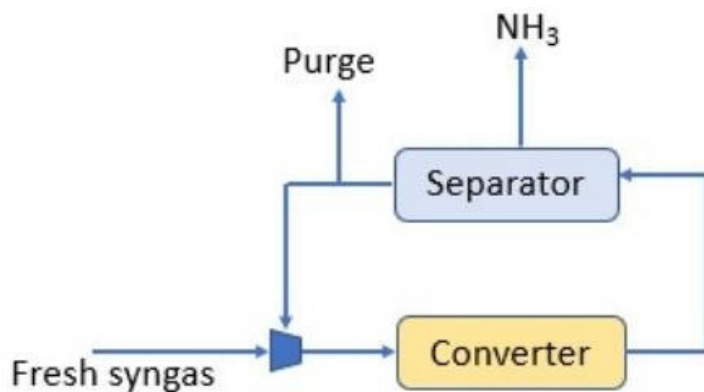 NH₃
Purge
Separator
Converter
Fresh syngas